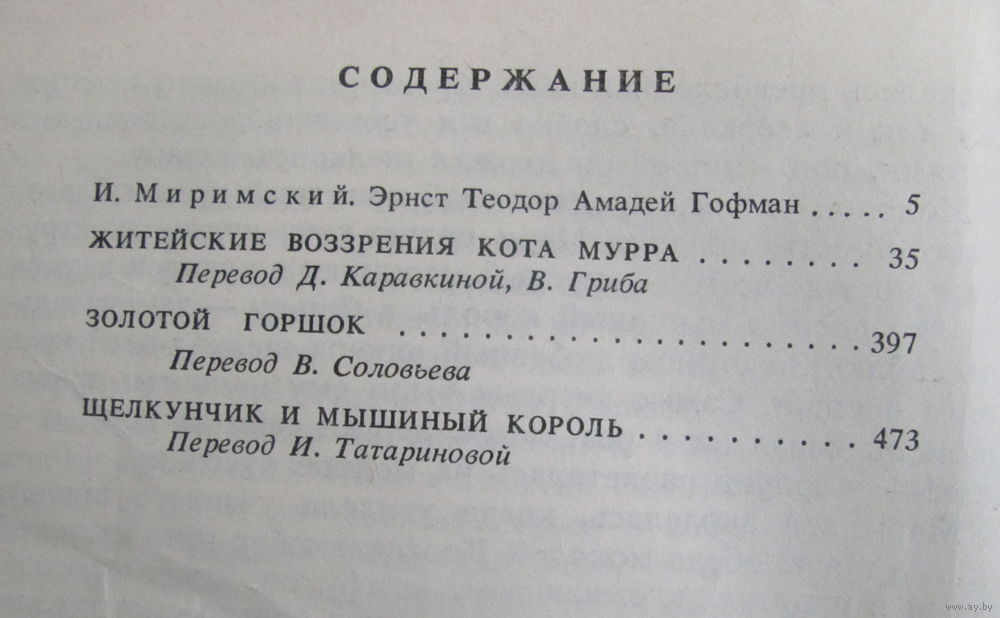 СОДЕРЖАНИЕ
И. Миримский. Эрнст Теодор Амадей Гофман ..... 5
ЖИТЕЙСКИЕ ВОЗЗРЕНИЯ КОТА МУРРА ........ 35
Перевод Д. Каравкиной, В. Гриба
ЗОЛОТОЙ ГОРШОК ...................... 397
Перевод В. Соловьева
ЩЕЛКУНЧИК И МЫШИНЫЙ КОРОЛЬ ........... 473
Перевод И. Татариновой
www.ay.by